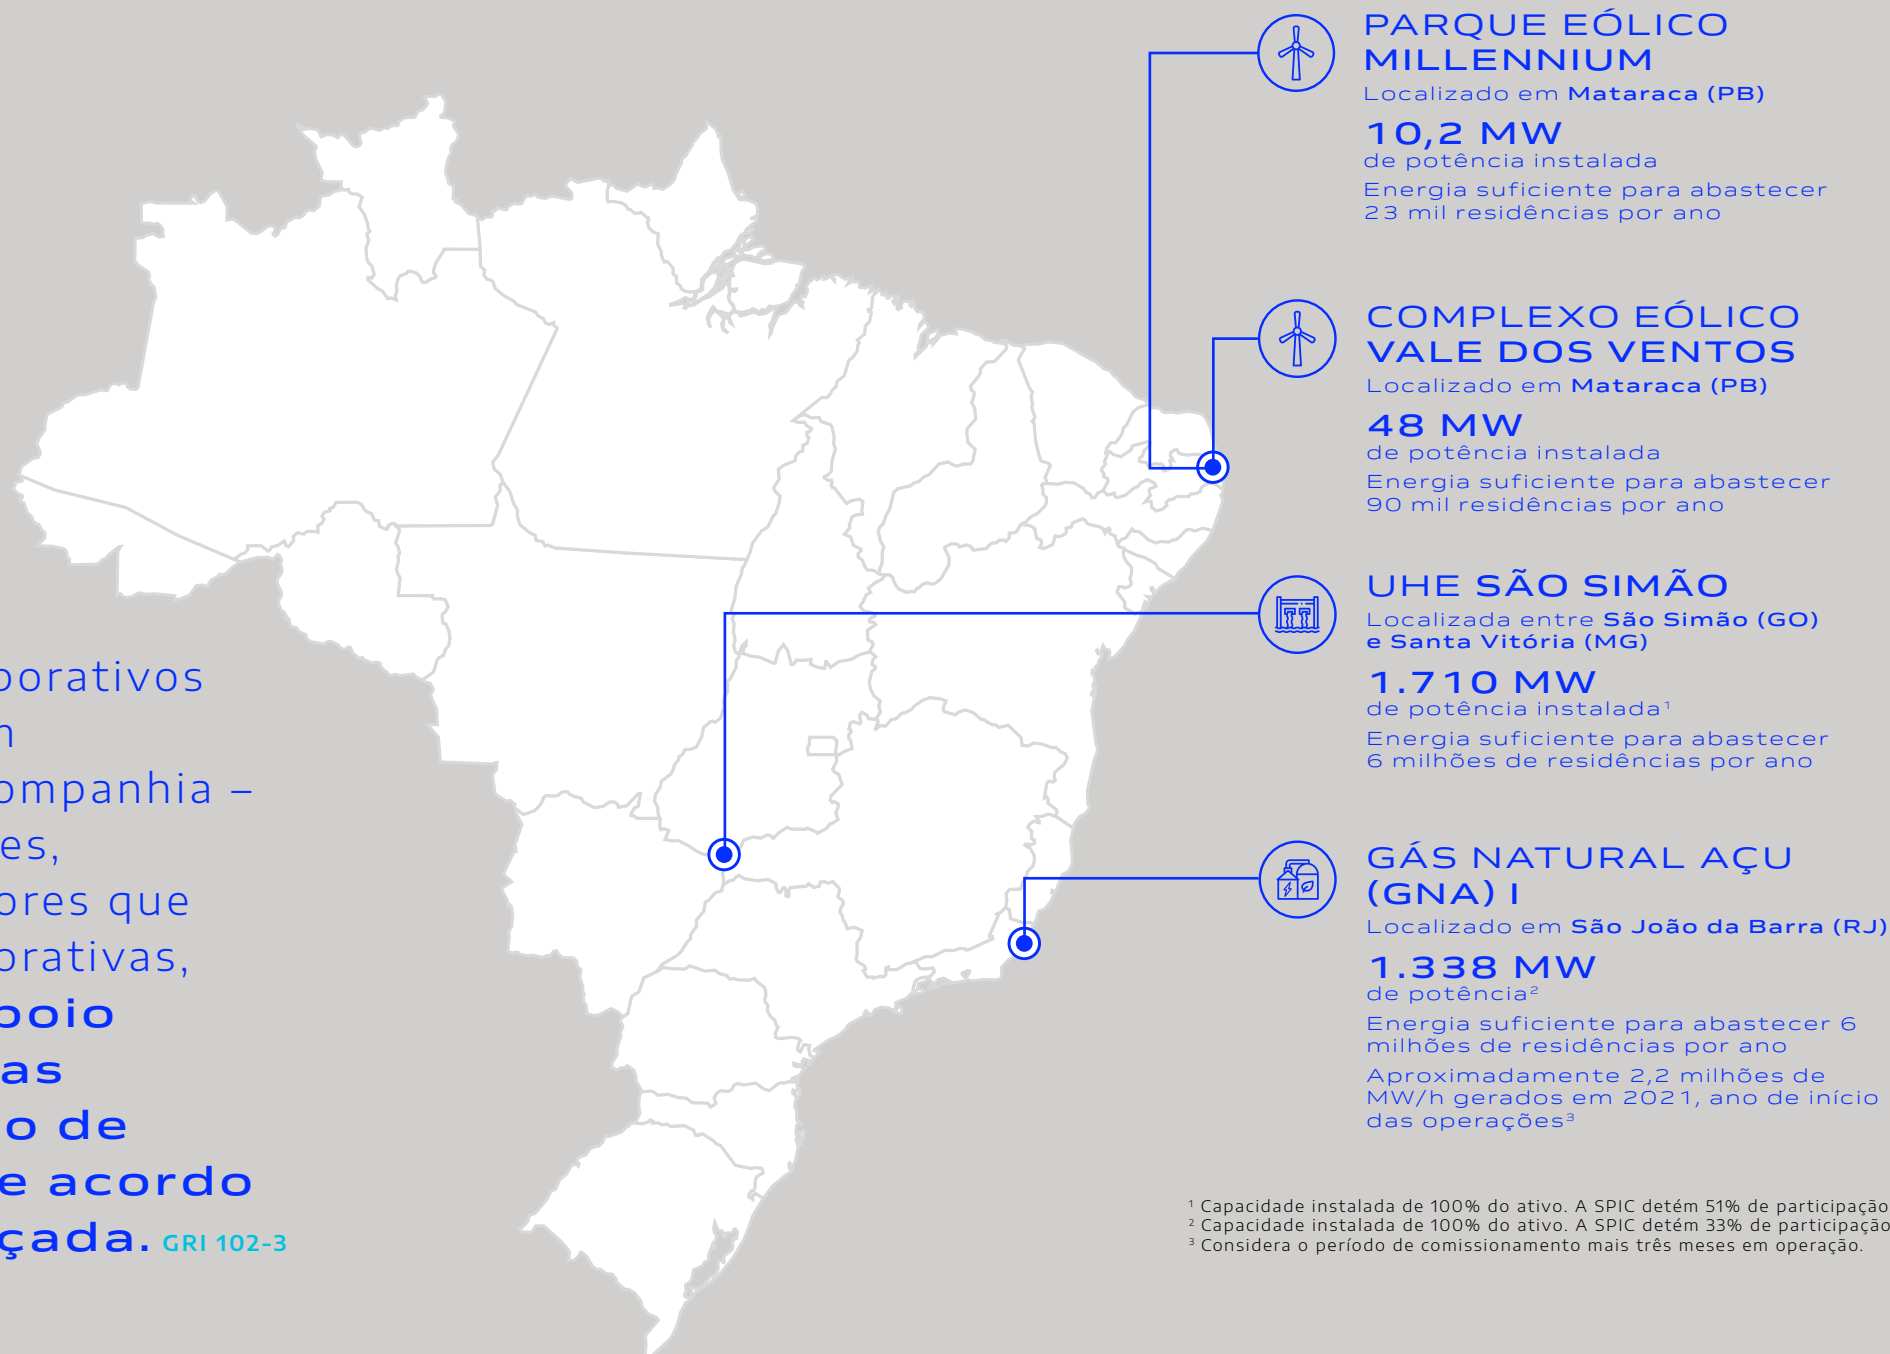 PARQUE EÓLICO
MILLENNIUM
Localizado em Mataraca (PB)
10,2 MW
de potência instalada
Energia suficiente para abastecer
23 mil residências por ano
COMPLEXO EÓLICO
VALE DOS VENTOS
Localizado em Mataraca (PB)
48 MW
de potência instalada
Energia suficiente para abastecer
90 mil residências por ano
UHE SÃO SIMÃO
Localizada entre São Simão (GO)
e Santa Vitória (MG)
1.710 MW
de potência instalada¹
Energia suficiente para abastecer
6 milhões de residências por ano
GÁS NATURAL AÇU
(GNA) I
Localizado em São João da Barra (RJ)
1.338 MW
de potência²
Energia suficiente para abastecer 6
milhões de residências por ano
Aproximadamente 2,2 milhões de
MW/h gerados em 2021, ano de início
das operações³
¹ Capacidade instalada de 100% do ativo. A SPIC detém 51% de participação
² Capacidade instalada de 100% do ativo. A SPIC detém 33% de participação
³ Considera o período de comissionamento mais três meses em operação.
porativos
ompanhia –
es,
ores que
orativas,
poio
as
o de
e acordo
çada. GRI 102-3